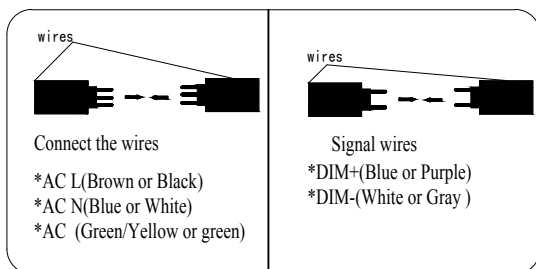 wires
Connect the wires
*AC L(Brown or Black)
*AC N(Blue or White)
*AC (Green/Yellow or green)
wires
Signal wires
*DIM+(Blue or Purple)
*DIM-(White or Gray )